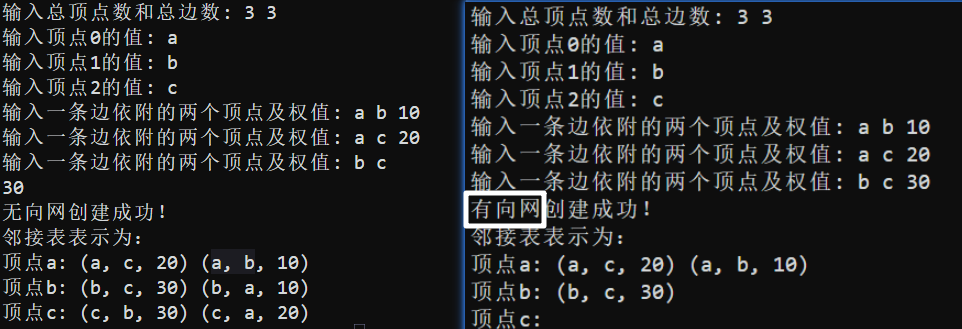 输入总顶点数和总边数: 3 3
输入顶点0的值: a
输入顶点1的值: b
输入顶点2的值: c
输入一条边依附的两个顶点及权值: a b 10
输入一条边依附的两个顶点及权值: a c 20
输入一条边依附的两个顶点及权值: b c
30
无向网创建成功!
邻接表表示为:
顶点a: (a, c, 20) (a, b, 10)
顶点b: (b, c, 30) (b, a, 10)
顶点c: (c, b, 30) (c, a, 20)
输入总顶点数和总边数: 3 3
输入顶点0的值: a
输入顶点1的值: b
输入顶点2的值: c
输入一条边依附的两个顶点及权值: a b 10
输入一条边依附的两个顶点及权值: a c 20
输入一条边依附的两个顶点及权值: b c 30
有向网创建成功!
邻接表表示为:
顶点a: (a, c, 20) (a, b, 10)
顶点b: (b, c, 30)
顶点c: